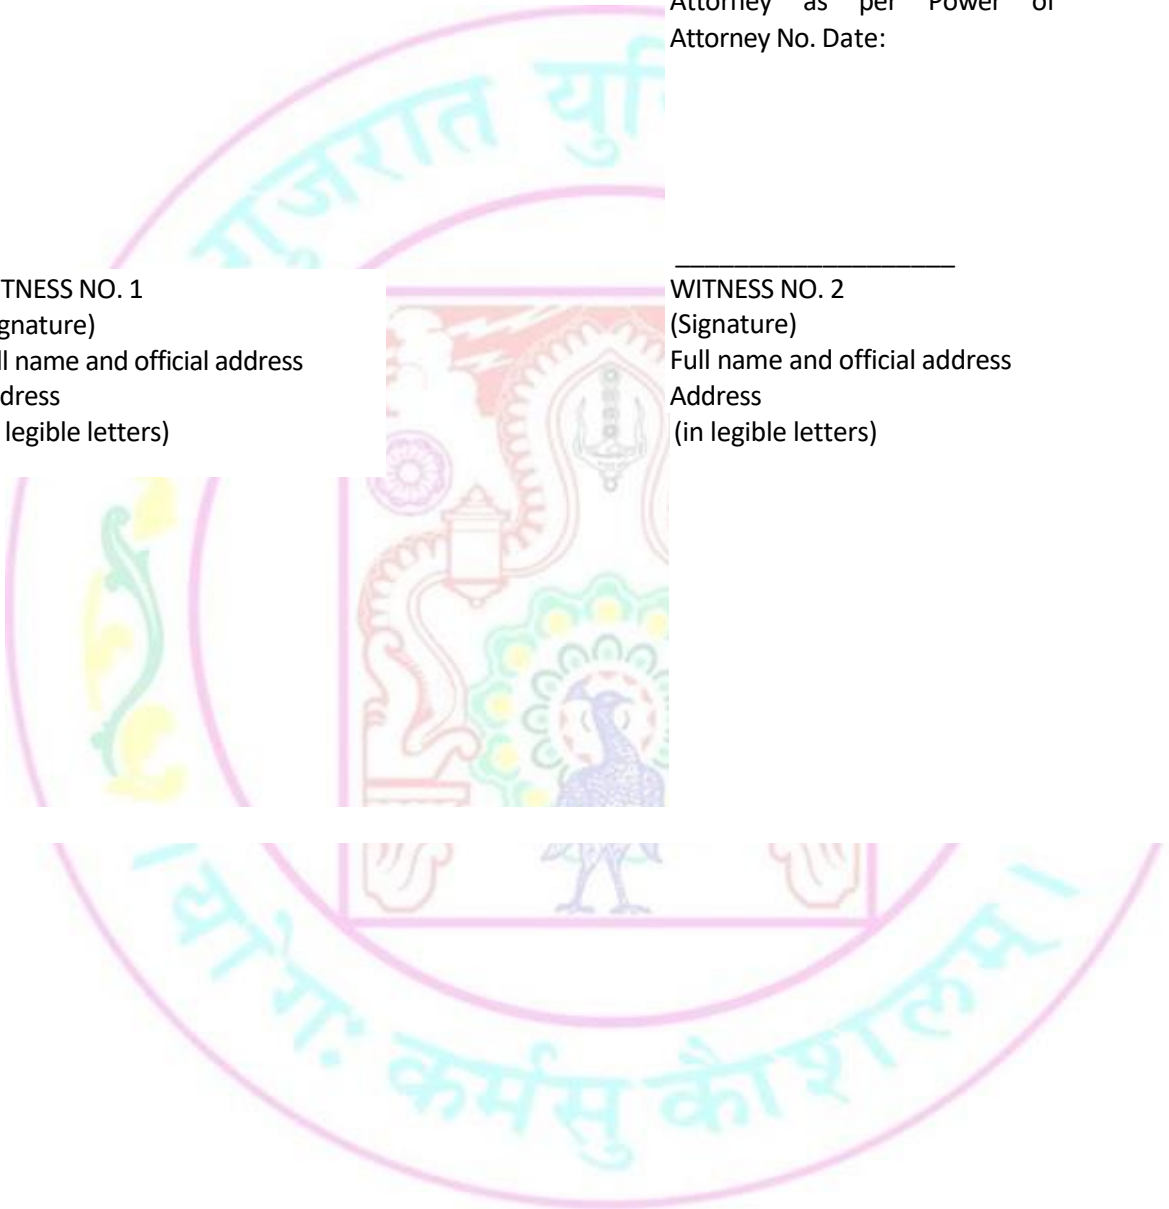 Attorney as per Power of
Attorney No. Date:
गुजरात
TNESS NO. 1
gnature)
ll name and official address
dress
legible letters)
___________________
WITNESS NO. 2
(Signature)
Full name and official address
Address
(in legible letters)
। योगः कर्मसु कौशलम ।